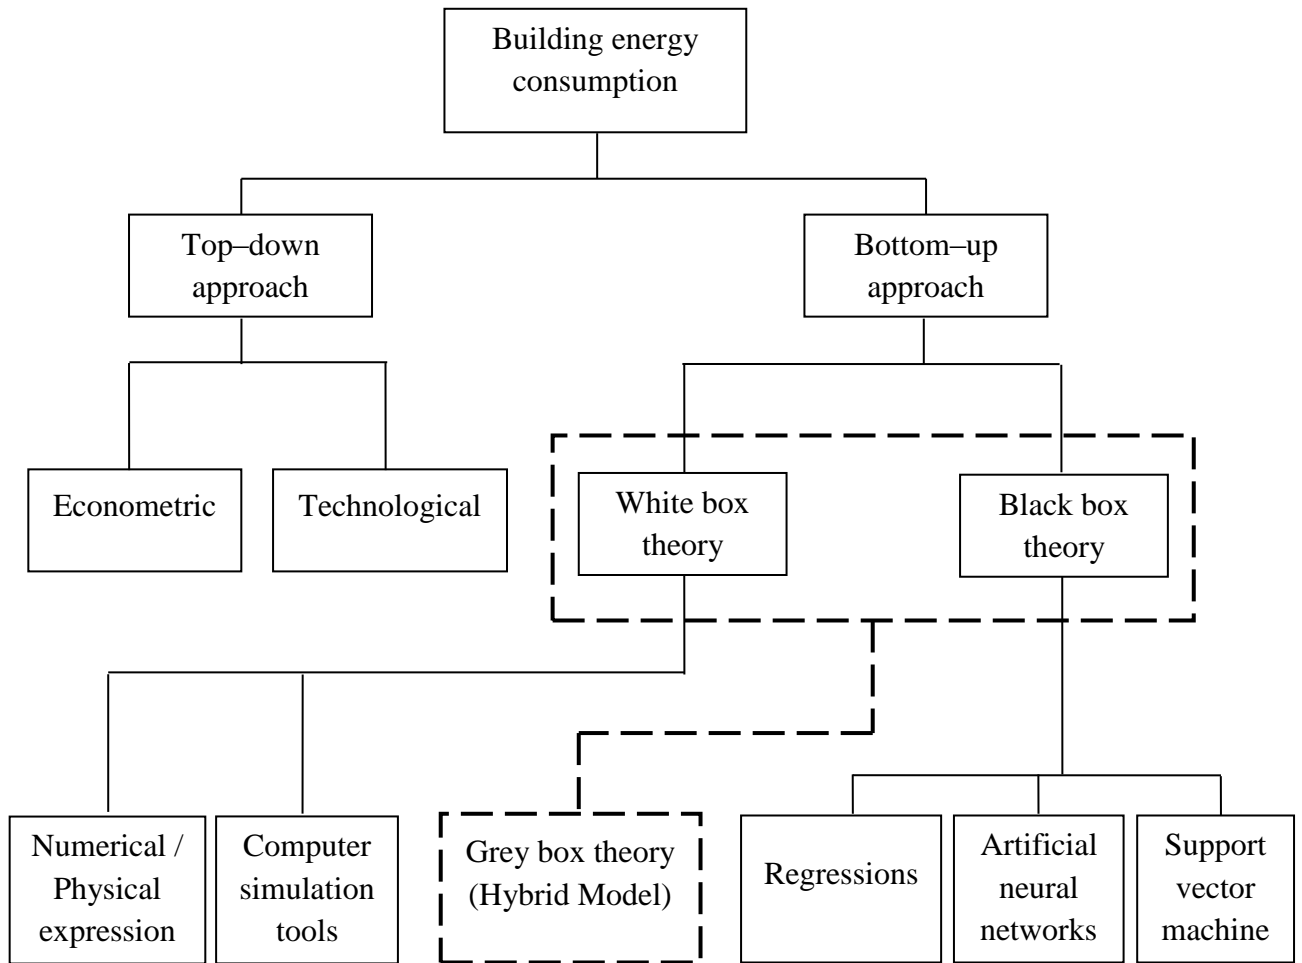 Building energy
consumption
Top–down
approach
Bottom–up
approach
Econometric
Technological
White box
theory
Black box
theory
Numerical /
Physical
expression
Computer
simulation
tools
Grey box theory
(Hybrid Model)
Regressions
Artificial
neural
networks
Support
vector
machine